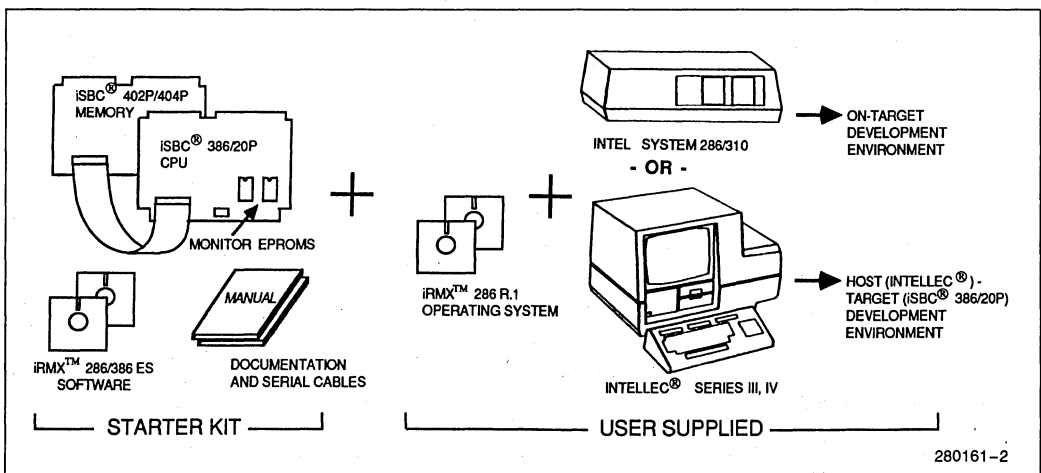 iSBC® 402P/404P
MEMORY
iSBC® 386/20P
CPU
MONITOR EPROMS
iRMX™ 286/386 ES
SOFTWARE
MANUAL
DOCUMENTATION
AND SERIAL CABLES
STARTER KIT
+
iRMX™ 286 R.1
OPERATING SYSTEM
+
INTEL SYSTEM 286/310
- OR -
INTELLEC® SERIES III, IV
ON-TARGET
DEVELOPMENT
ENVIRONMENT
HOST (INTELLEC®) -
TARGET (iSBC® 386/20P)
DEVELOPMENT
ENVIRONMENT
USER SUPPLIED
280161–2